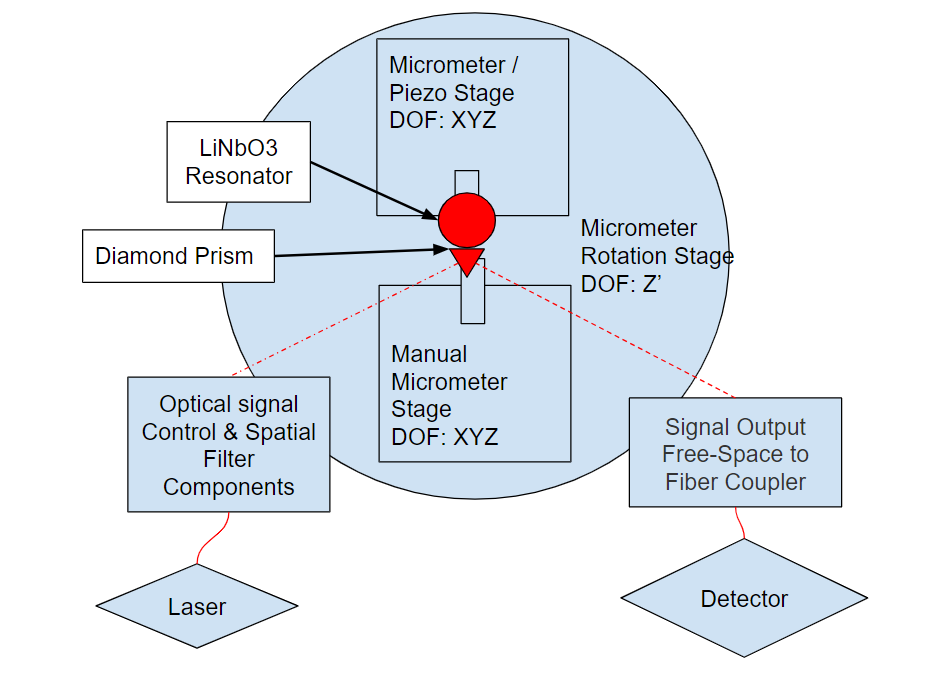 Micrometer /
Piezo Stage
DOF: XYZ
LiNbO3
Resonator
Diamond Prism
Micrometer
Rotation Stage
DOF: Z’
Manual
Micrometer
Stage
DOF: XYZ
Optical signal
Control & Spatial
Filter
Components
Signal Output
Free-Space to
Fiber Coupler
Laser
Detector